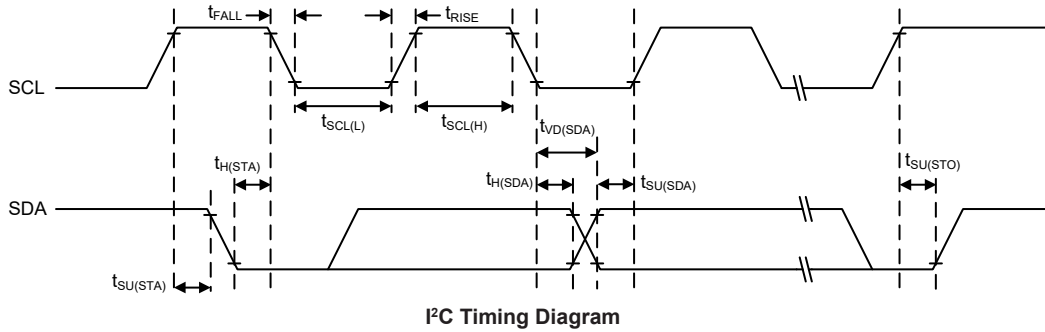 tFALL
tRISE
SCL
tSCL(L)
tSCL(H)
tVD(SDA)
tH(STA)
tH(SDA)
tSU(SDA)
tSU(STO)
SDA
tSU(STA)
I²C Timing Diagram